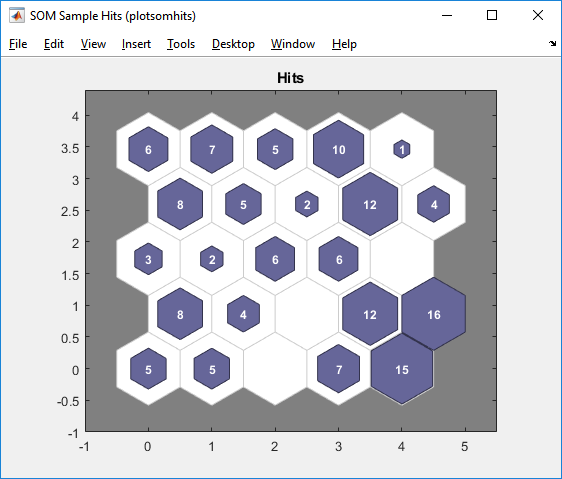 SOM Sample Hits (plotsomhits)
File Edit View Insert Tools Desktop Window Help
Hits
4
3.5 6 7 5 10 1
3
2.5 8 5 2 12 4
2
1.5 3 2 6 6
1
0.5 8 4 12 16
0 5 5 7 15
-0.5
-1
-1 0 1 2 3 4 5